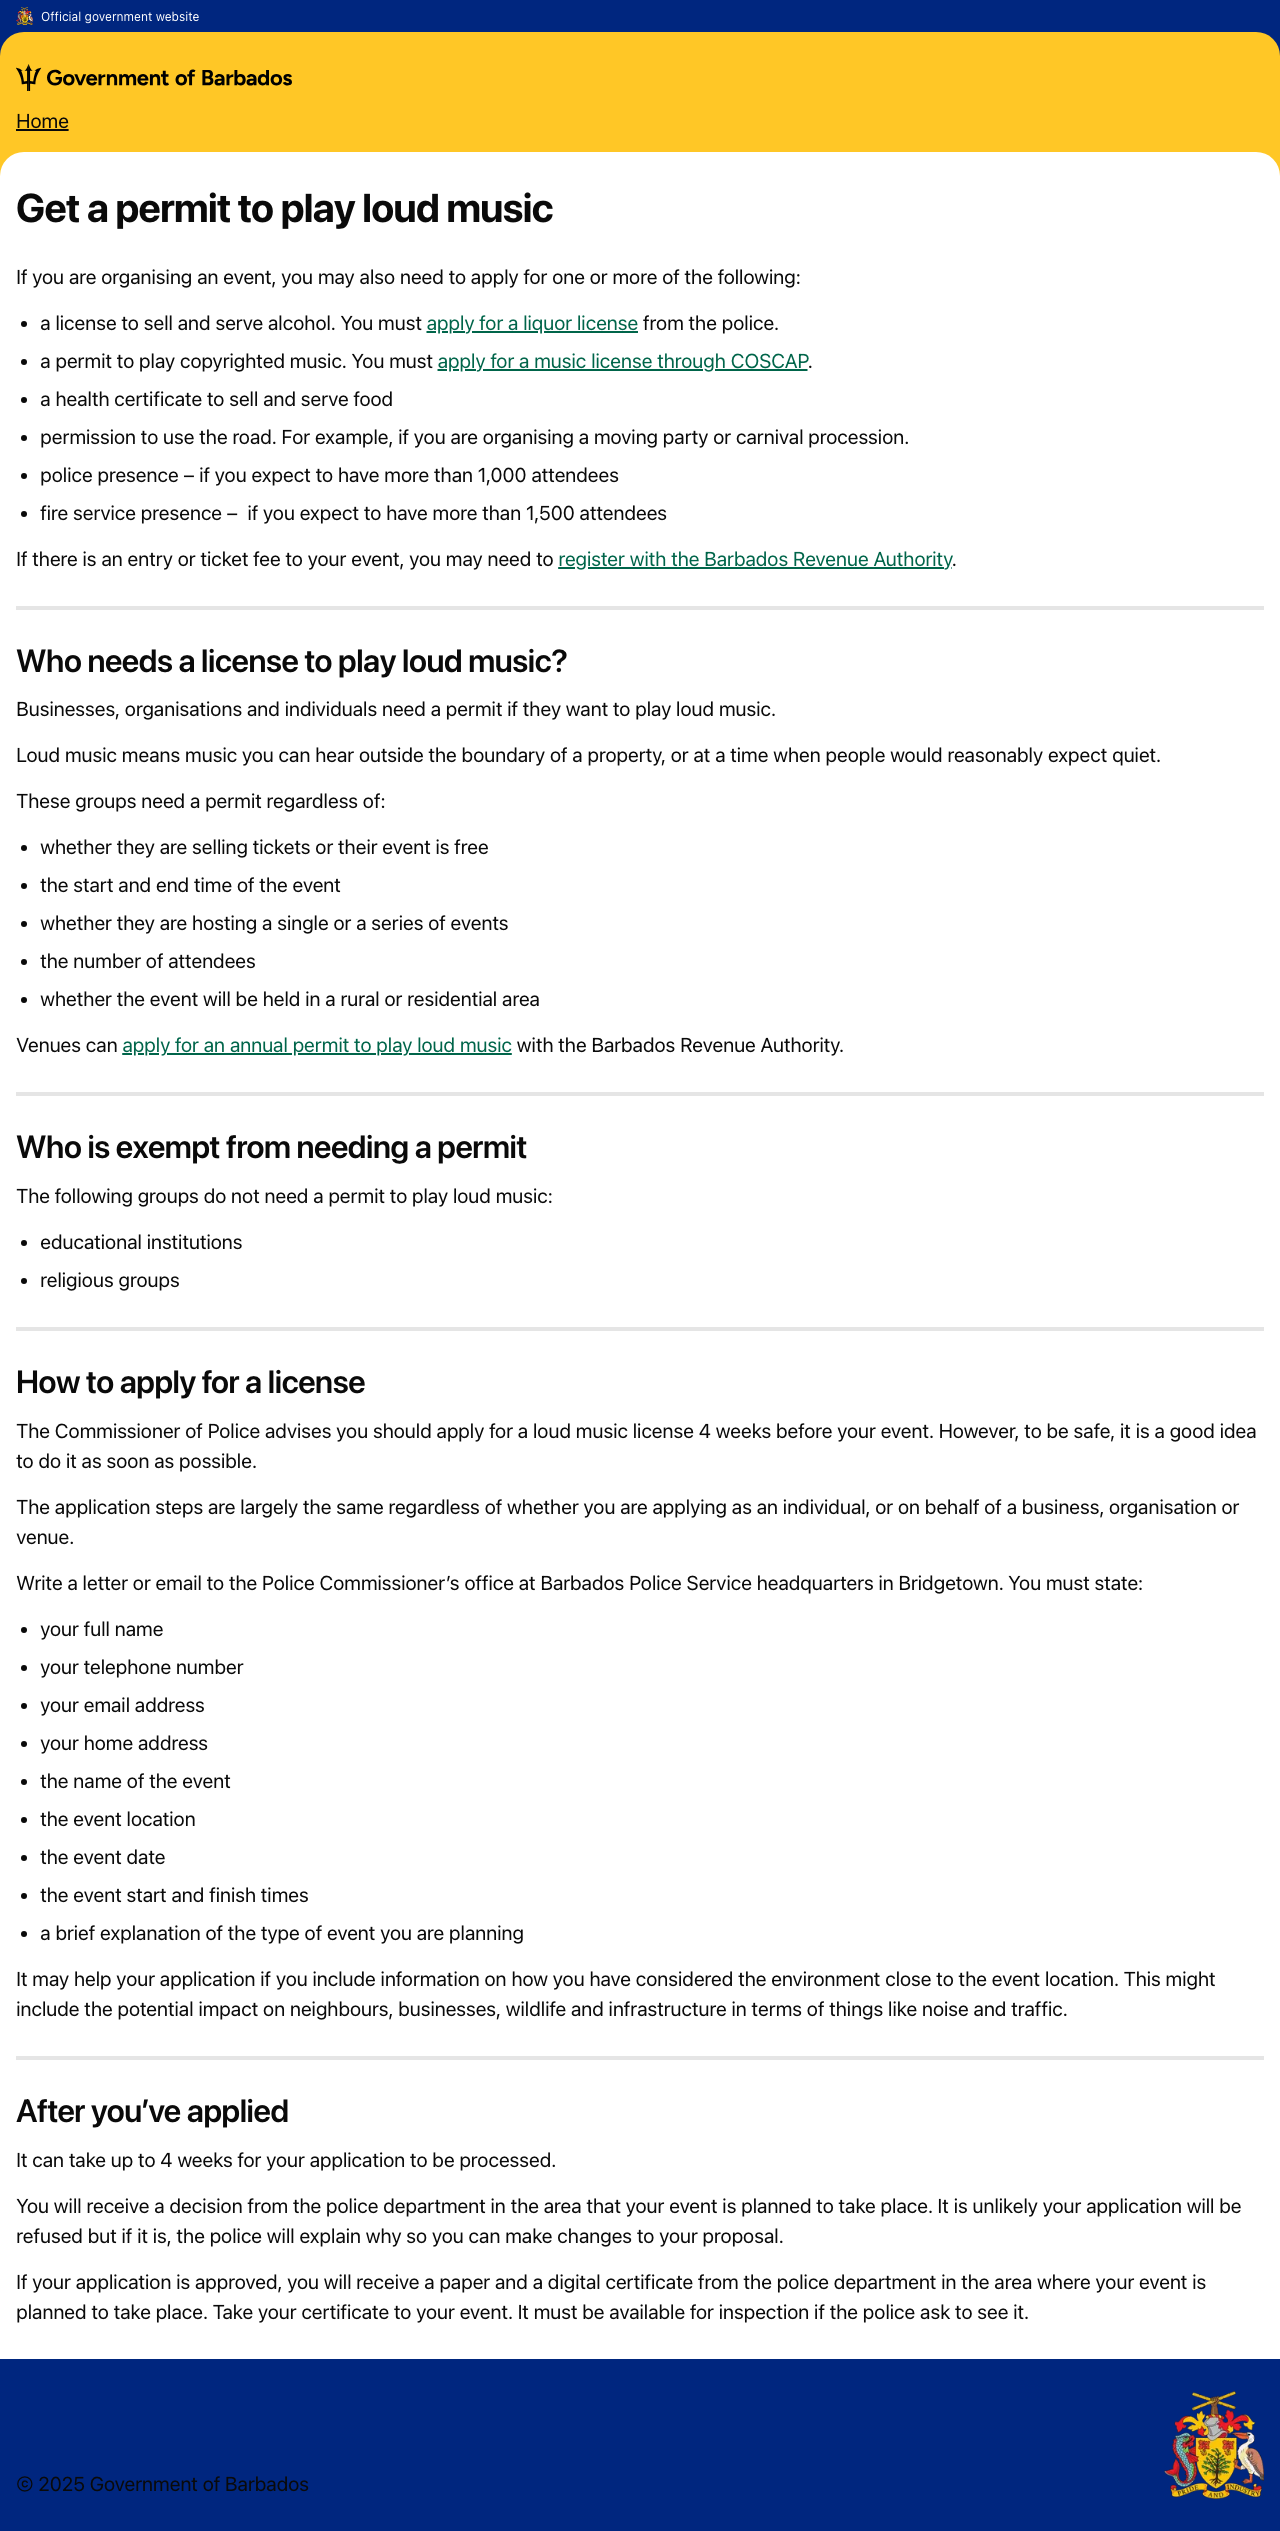 Official government website
Government of Barbados
Home
Get a permit to play loud music
If you are organising an event, you may also need to apply for one or more of the following:
• a license to sell and serve alcohol. You must apply for a liquor license from the police.
• a permit to play copyrighted music. You must apply for a music license through COSCAP.
• a health certificate to sell and serve food
• permission to use the road. For example, if you are organising a moving party or carnival procession.
• police presence – if you expect to have more than 1,000 attendees
• fire service presence –  if you expect to have more than 1,500 attendees
If there is an entry or ticket fee to your event, you may need to register with the Barbados Revenue Authority.
Who needs a license to play loud music?
Businesses, organisations and individuals need a permit if they want to play loud music.
Loud music means music you can hear outside the boundary of a property, or at a time when people would reasonably expect quiet.
These groups need a permit regardless of:
• whether they are selling tickets or their event is free
• the start and end time of the event
• whether they are hosting a single or a series of events
• the number of attendees
• whether the event will be held in a rural or residential area
Venues can apply for an annual permit to play loud music with the Barbados Revenue Authority.
Who is exempt from needing a permit
The following groups do not need a permit to play loud music:
• educational institutions
• religious groups
How to apply for a license
The Commissioner of Police advises you should apply for a loud music license 4 weeks before your event. However, to be safe, it is a good idea
to do it as soon as possible.
The application steps are largely the same regardless of whether you are applying as an individual, or on behalf of a business, organisation or
venue.
Write a letter or email to the Police Commissioner’s office at Barbados Police Service headquarters in Bridgetown. You must state:
• your full name
• your telephone number
• your email address
• your home address
• the name of the event
• the event location
• the event date
• the event start and finish times
• a brief explanation of the type of event you are planning
It may help your application if you include information on how you have considered the environment close to the event location. This might
include the potential impact on neighbours, businesses, wildlife and infrastructure in terms of things like noise and traffic.
After you’ve applied
It can take up to 4 weeks for your application to be processed.
You will receive a decision from the police department in the area that your event is planned to take place. It is unlikely your application will be
refused but if it is, the police will explain why so you can make changes to your proposal.
If your application is approved, you will receive a paper and a digital certificate from the police department in the area where your event is
planned to take place. Take your certificate to your event. It must be available for inspection if the police ask to see it.
© 2025 Government of Barbados
PRIDE AND INDUSTRY